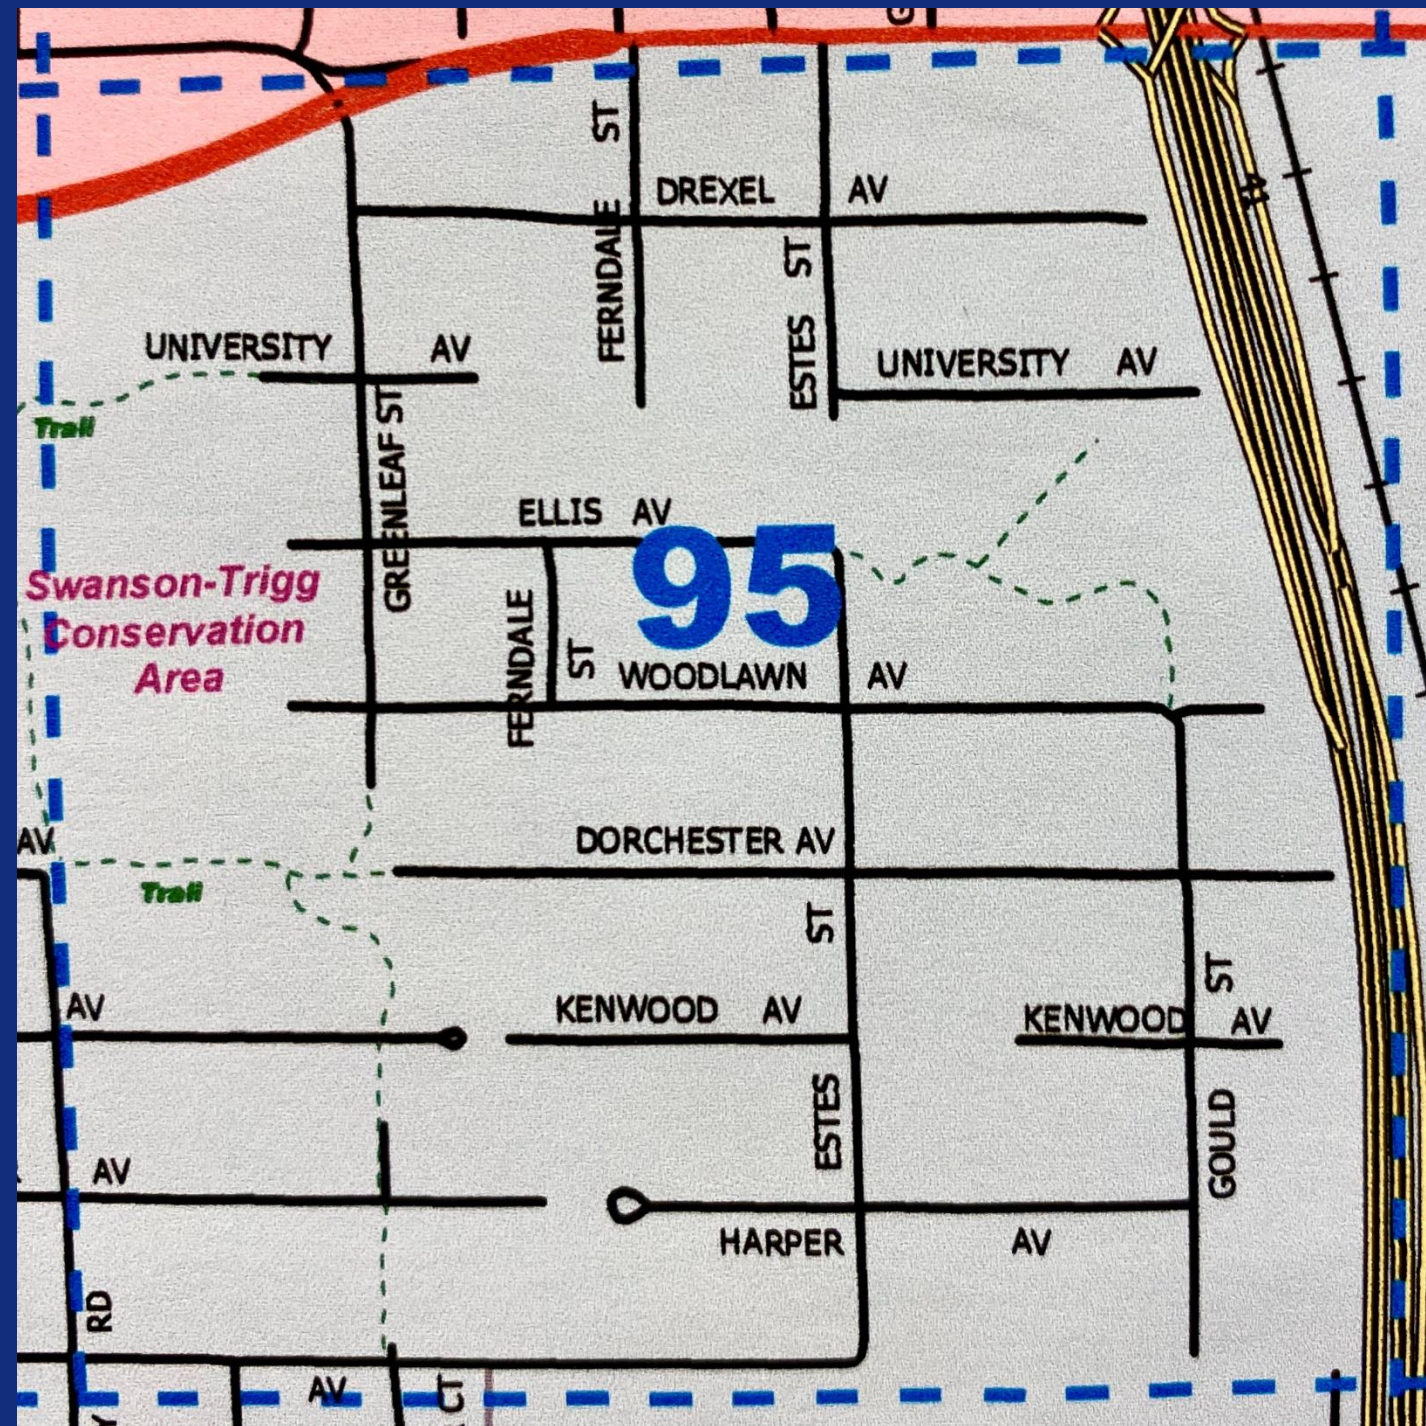 G
ST
DREXEL AV
FERNDALE
41
ESTES ST
UNIVERSITY AV
UNIVERSITY AV
Trail
GREENLEAF ST
ELLIS AV
95
Swanson-Trigg
Conservation
Area
FERNDALE ST
WOODLAWN AV
AV
DORCHESTER AV
Trail
ST
KENWOOD AV
ST
AV
KENWOOD AV
ESTES
GOULD
AV
HARPER AV
RD
AV
CT
Y